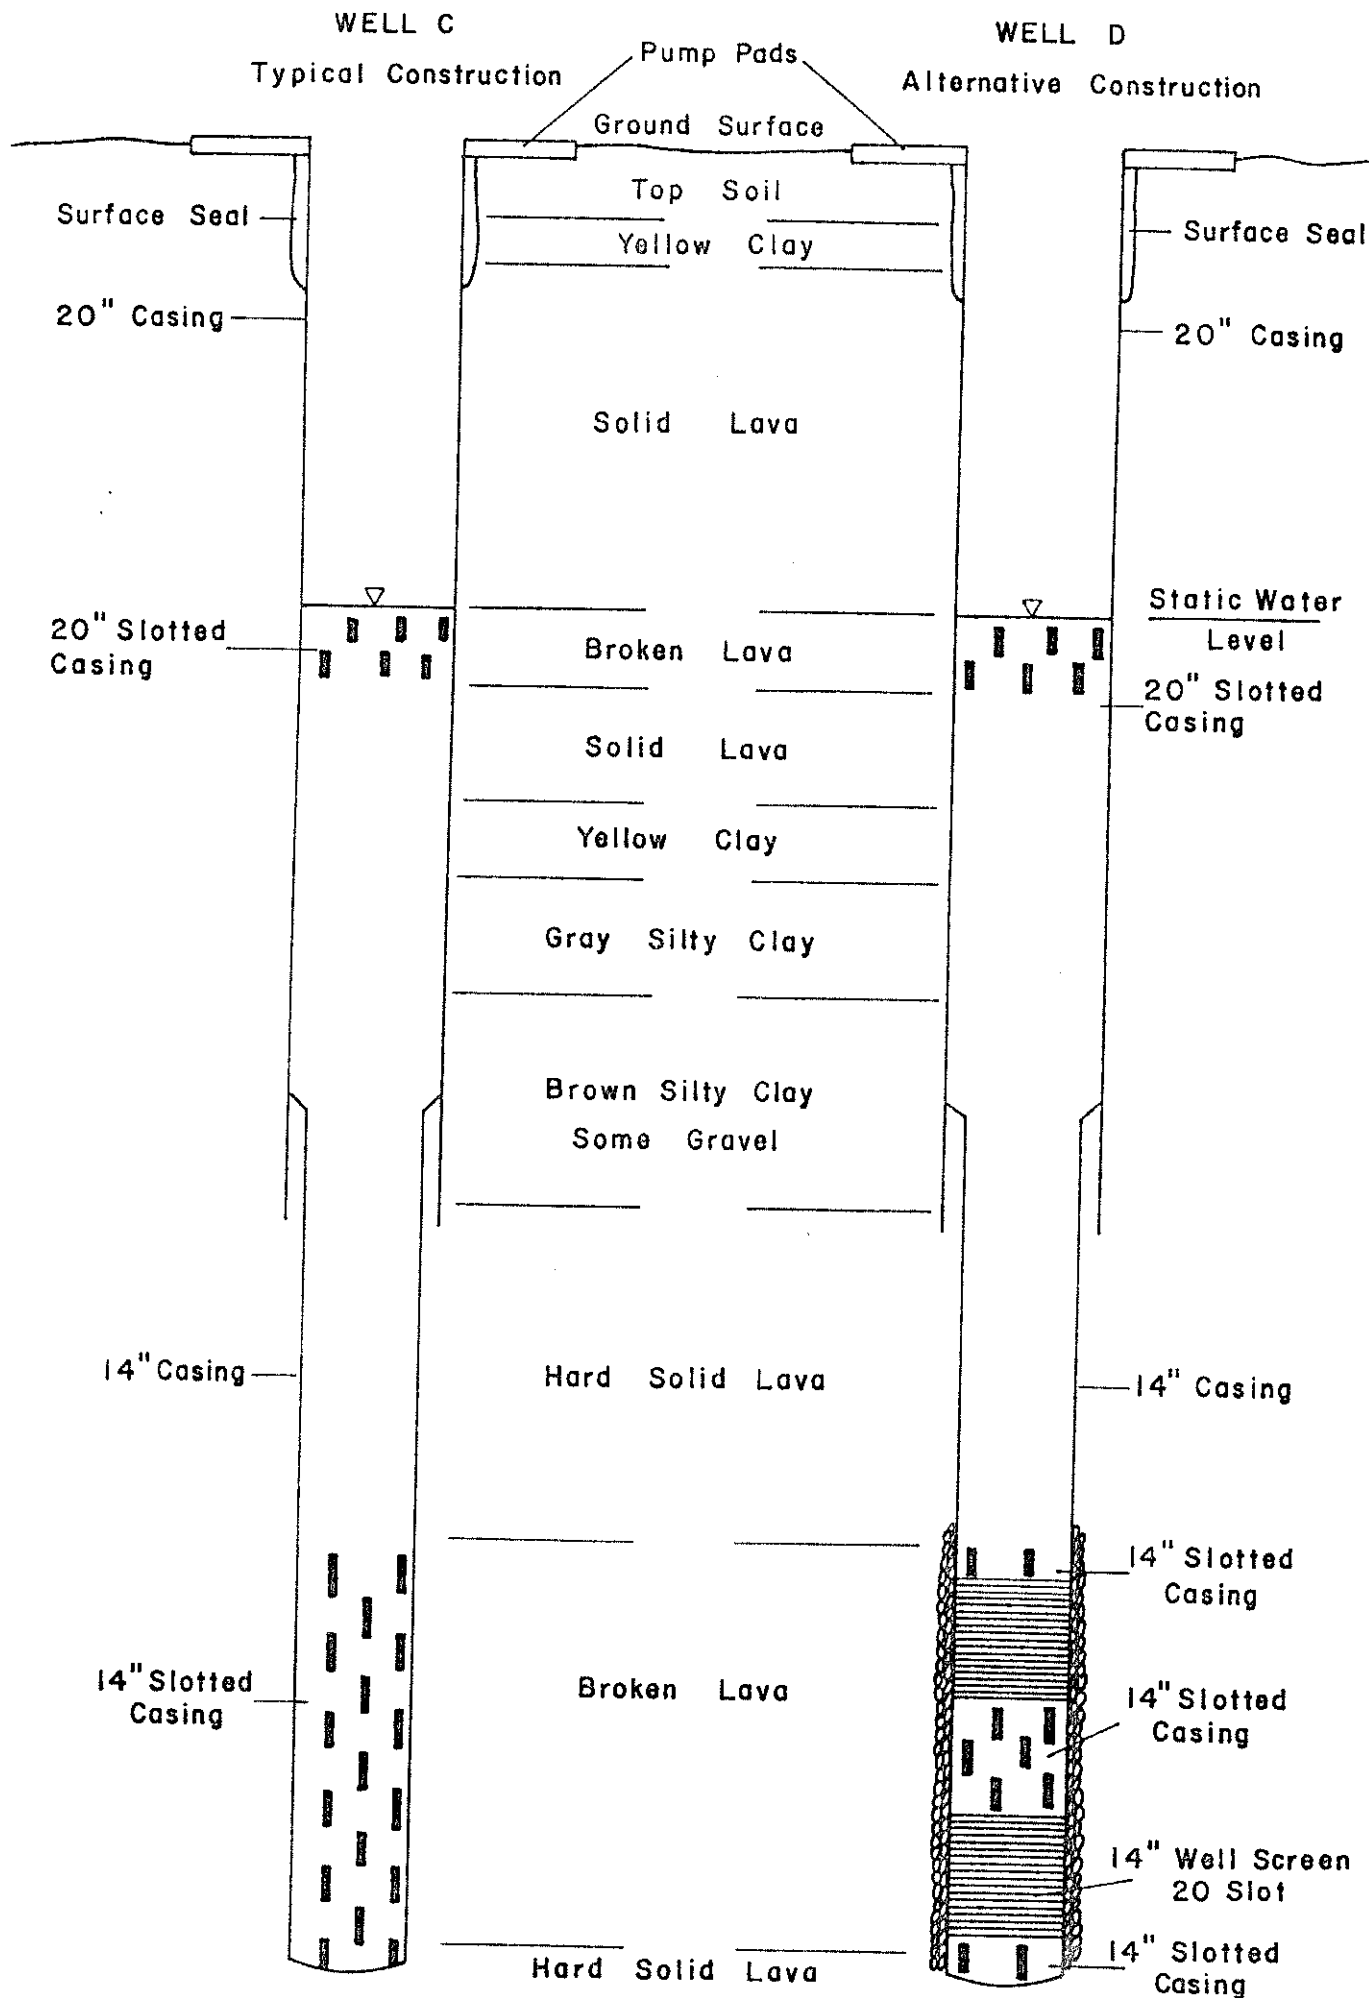 WELL C
Typical Construction
Pump Pads
WELL D
Alternative Construction
Ground Surface
Top Soil
Surface Seal
Surface Seal
Yellow Clay
20" Casing
20" Casing
Solid Lava
Static Water
Level
20" Slotted
Casing
Broken Lava
20" Slotted
Casing
Solid Lava
Yellow Clay
Gray Silty Clay
Brown Silty Clay
Some Gravel
14" Casing
Hard Solid Lava
14" Casing
14" Slotted
Casing
14" Slotted
Casing
Broken Lava
14" Slotted
Casing
14" Well Screen
20 Slot
Hard Solid Lava
14" Slotted
Casing